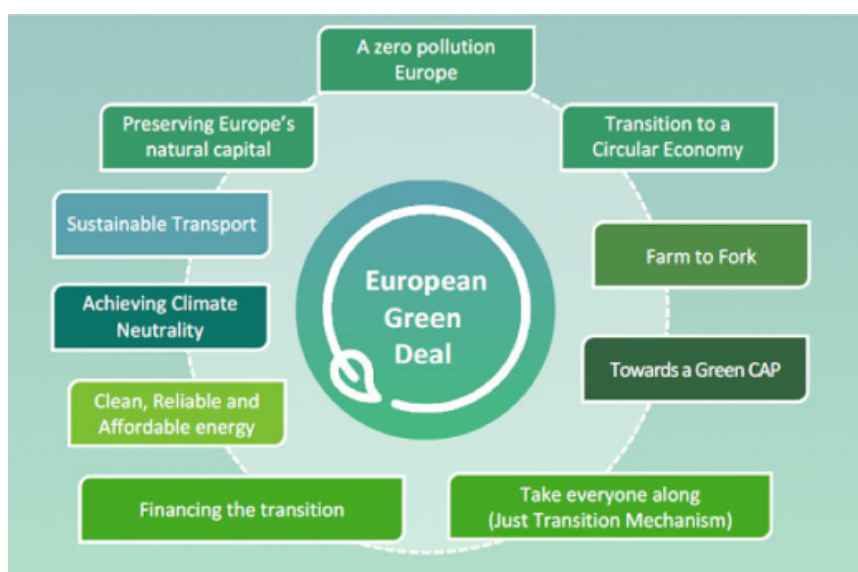 A zero pollution
Europe
Preserving Europe's
natural capital
Transition to a
Circular Economy
Sustainable Transport
Farm to Fork
European
Green
Deal
Achieving Climate
Neutrality
Towards a Green CAP
Clean, Reliable and
Affordable energy
Financing the transition
Take everyone along
(Just Transition Mechanism)